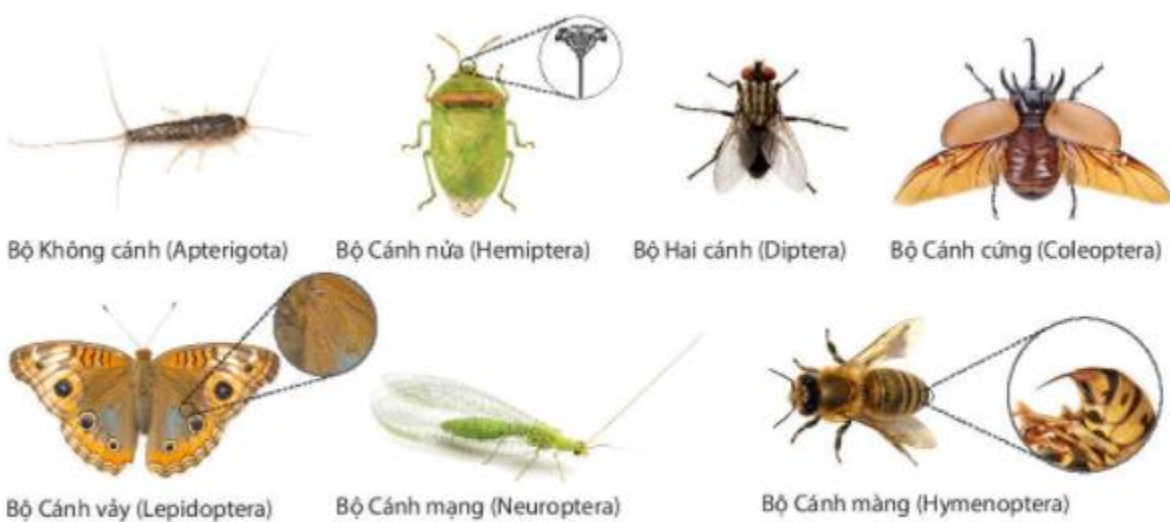 Bộ Không cánh (Apterigota)
Bộ Cánh nửa (Hemiptera)
Bộ Hai cánh (Diptera)
Bộ Cánh cứng (Coleoptera)
Bộ Cánh vảy (Lepidoptera)
Bộ Cánh mạng (Neuroptera)
Bộ Cánh màng (Hymenoptera)